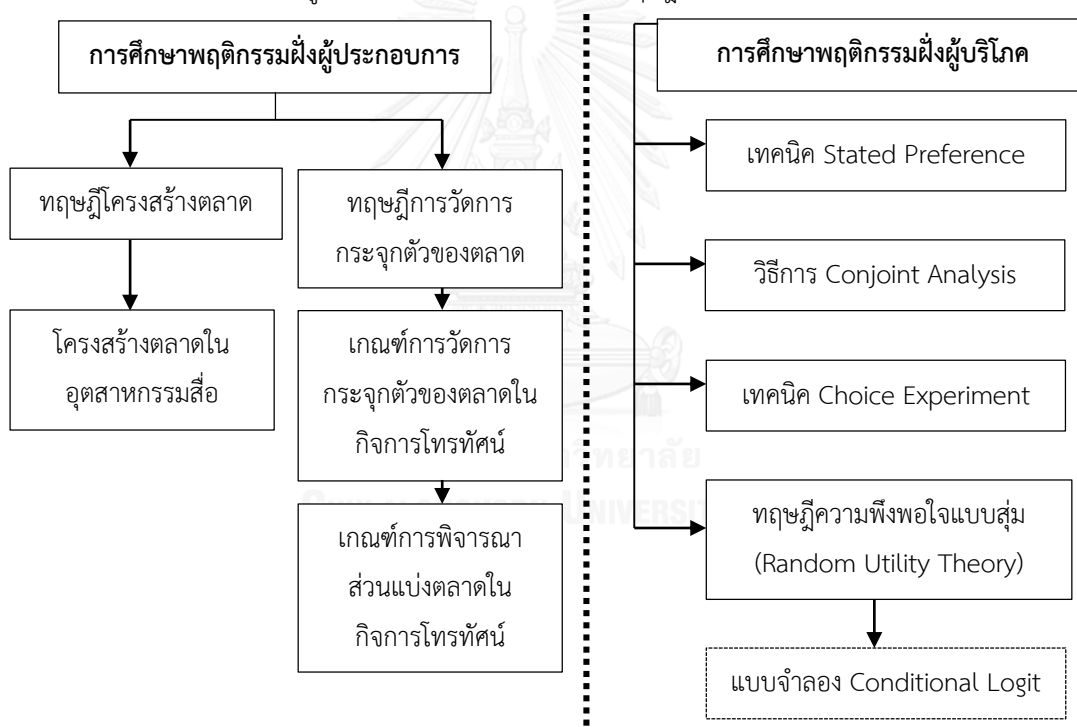 การศึกษาพฤติกรรมฝั่งผู้ประกอบการ
ทฤษฎีโครงสร้างตลาด
โครงสร้างตลาดใน
อุตสาหกรรมสื่อ
ทฤษฎีการวัดการ
กระจุกตัวของตลาด
เกณฑ์การวัดการ
กระจุกตัวของตลาดใน
กิจการโทรทัศน์
เกณฑ์การพิจารณา
ส่วนแบ่งตลาดใน
กิจการโทรทัศน์
การศึกษาพฤติกรรมฝั่งผู้บริโภค
เทคนิค Stated Preference
วิธีการ Conjoint Analysis
เทคนิค Choice Experiment
ทฤษฎีความพึงพอใจแบบสุ่ม
(Random Utility Theory)
แบบจำลอง Conditional Logit